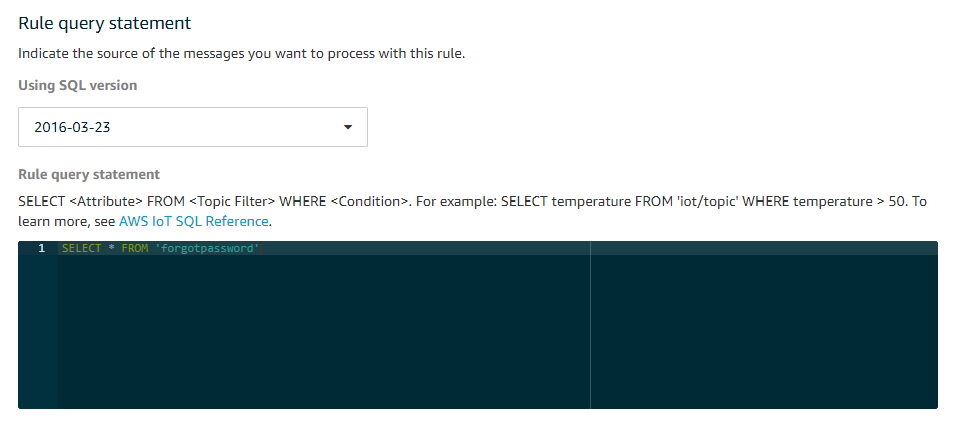 Rule query statement
Indicate the source of the messages you want to process with this rule.
Using SQL version
2016-03-23
Rule query statement
SELECT <Attribute> FROM <Topic Filter> WHERE <Condition>. For example: SELECT temperature FROM 'iot/topic' WHERE temperature > 50. To
learn more, see AWS IoT SQL Reference.
1 SELECT * FROM 'forgotpassword'